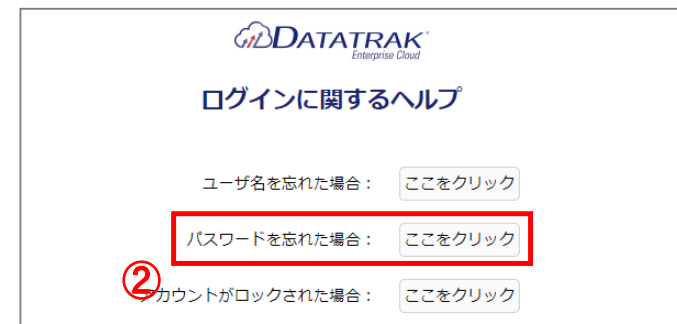 DATATRAK
Enterprise Cloud
ログインに関するヘルプ
ユーザ名を忘れた場合： ここをクリック
パスワードを忘れた場合： ここをクリック
②
アカウントがロックされた場合： ここをクリック